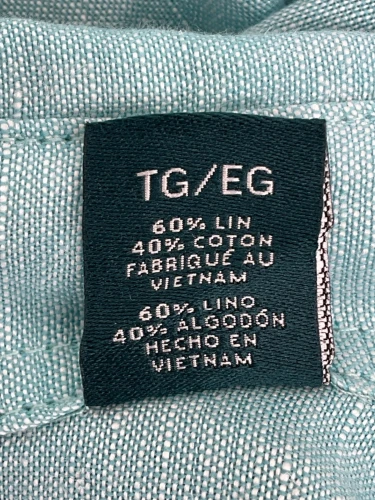 TG/EG
60% LIN
40% COTON
FABRIQUÉ AU
VIETNAM
60% LINO
40% ALGODÓN
HECHO EN
VIETNAM